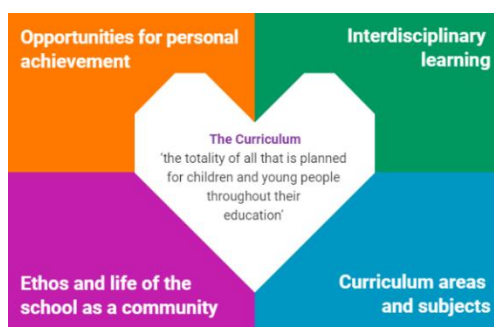 Opportunities for personal
achievement
Interdisciplinary
learning
The Curriculum
'the totality of all that is planned
for children and young people
throughout their
education'
Ethos and life of the
school as a community
Curriculum areas
and subjects